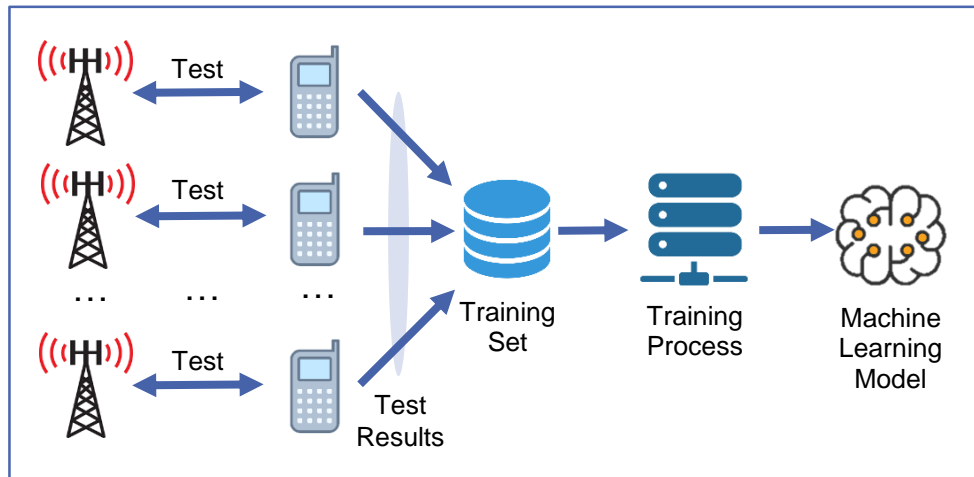 Test
Test
... ... ...
Test
Test
Results
Training
Set
Training
Process
Machine
Learning
Model